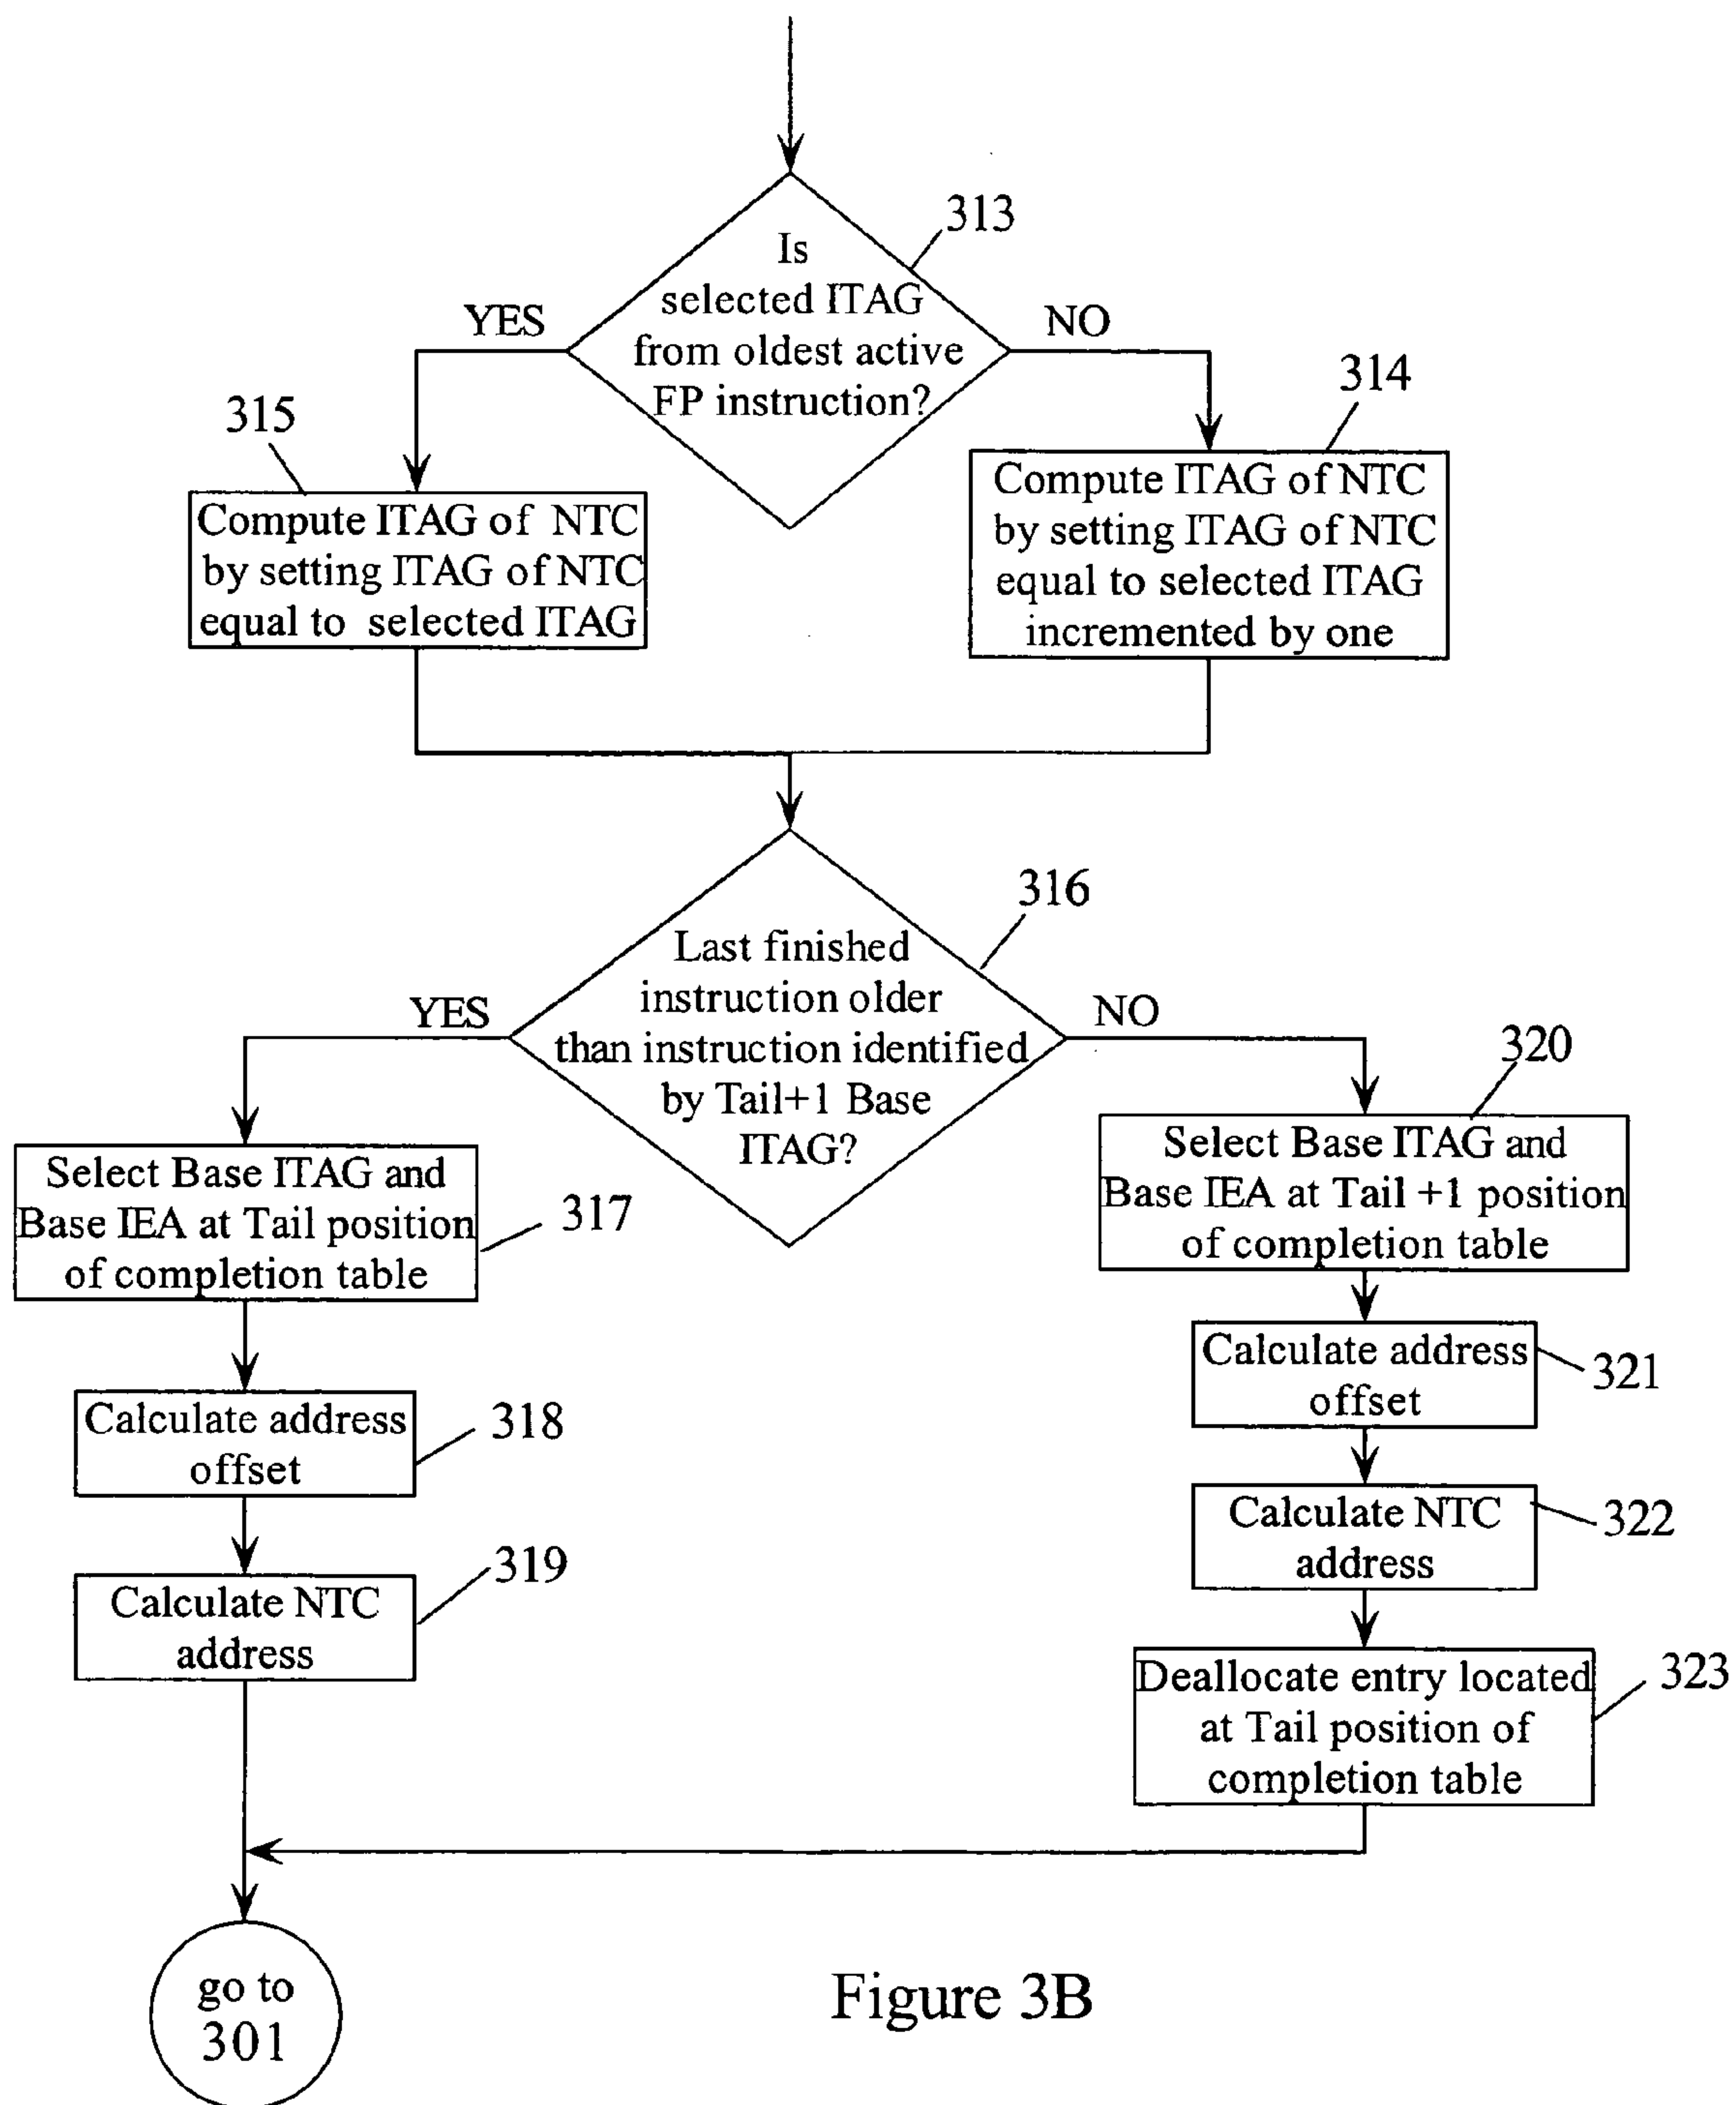 313
Is
selected ITAG
from oldest active
FP instruction?
YES
NO
315
Compute ITAG of NTC
by setting ITAG of NTC
equal to selected ITAG
314
Compute ITAG of NTC
by setting ITAG of NTC
equal to selected ITAG
incremented by one
316
Last finished
instruction older
than instruction identified
by Tail+1 Base
ITAG?
YES
NO
Select Base ITAG and
Base IEA at Tail position
of completion table
317
Calculate address
offset
318
Calculate NTC
address
319
320
Select Base ITAG and
Base IEA at Tail +1 position
of completion table
Calculate address
offset
321
Calculate NTC
address
322
Deallocate entry located
at Tail position of
completion table
323
go to
301
Figure 3B